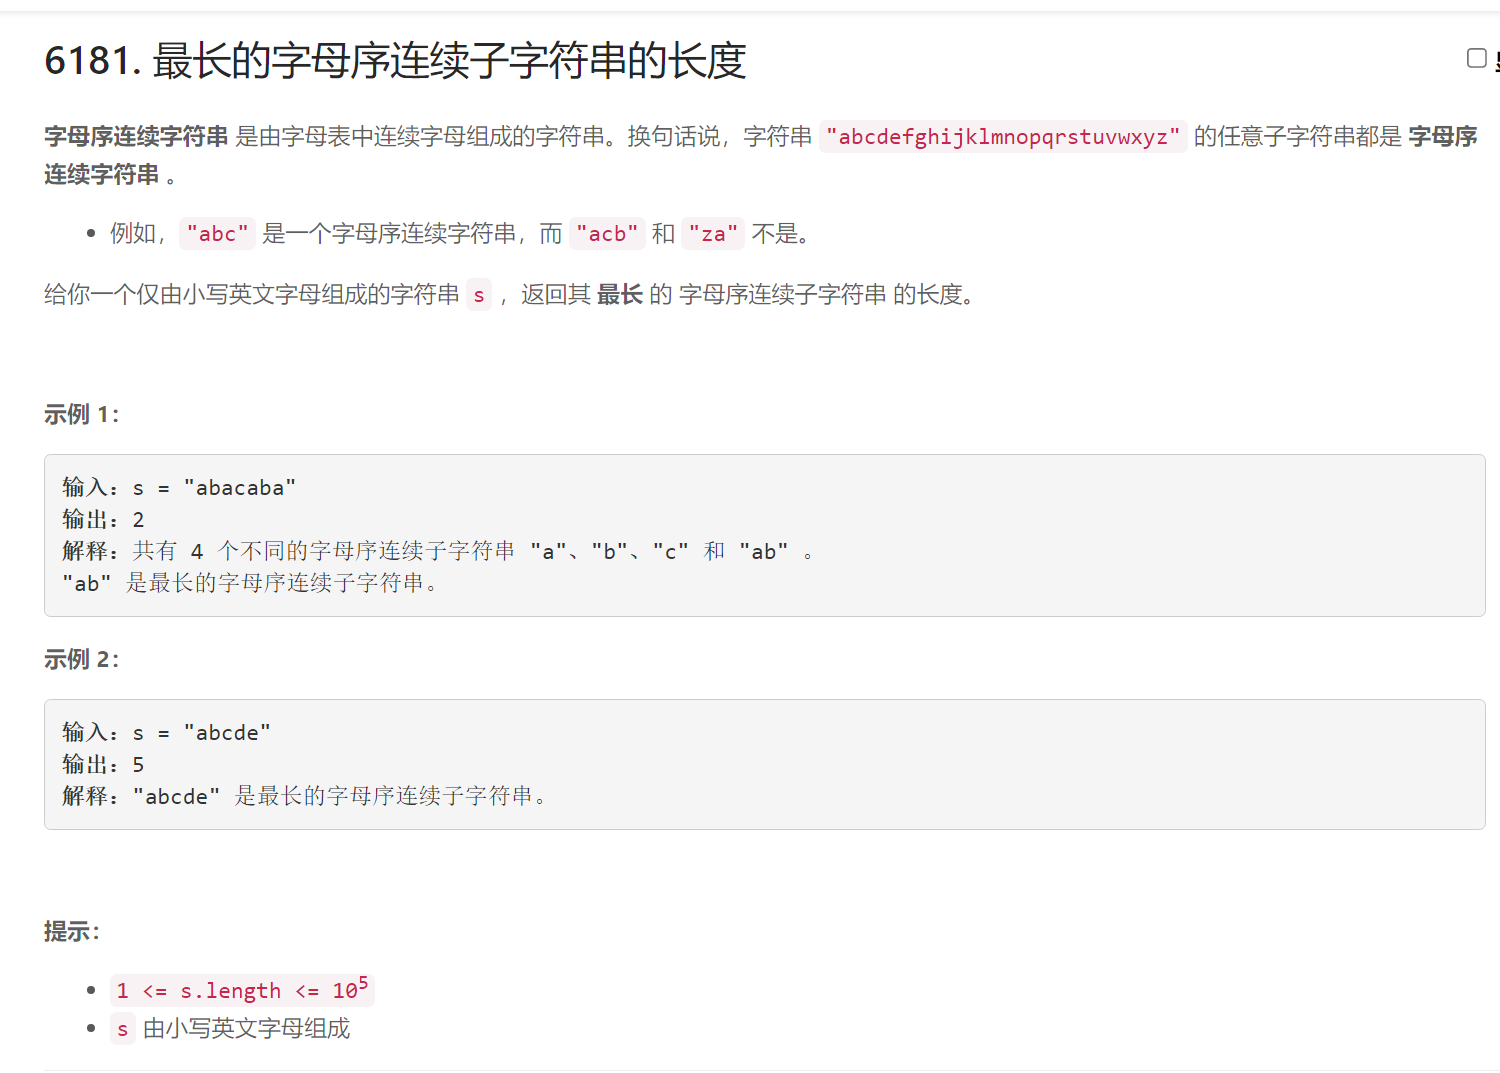 6181. 最长的字母序连续子字符串的长度
字母序连续字符串 是由字母表中连续字母组成的字符串。换句话说，字符串 "abcdefghijklmnopqrstuvwxyz" 的任意子字符串都是 字母序
连续字符串 。
• 例如，"abc" 是一个字母序连续字符串，而 "acb" 和 "za" 不是。
给你一个仅由小写英文字母组成的字符串 s ，返回其 最长 的 字母序连续子字符串 的长度。
示例 1：
输入：s = "abacaba"
输出：2
解释：共有 4 个不同的字母序连续子字符串 "a"、"b"、"c" 和 "ab" 。
"ab" 是最长的字母序连续子字符串。
示例 2：
输入：s = "abcde"
输出：5
解释："abcde" 是最长的字母序连续子字符串。
提示：
• 1 <= s.length <= 10⁵
• s 由小写英文字母组成